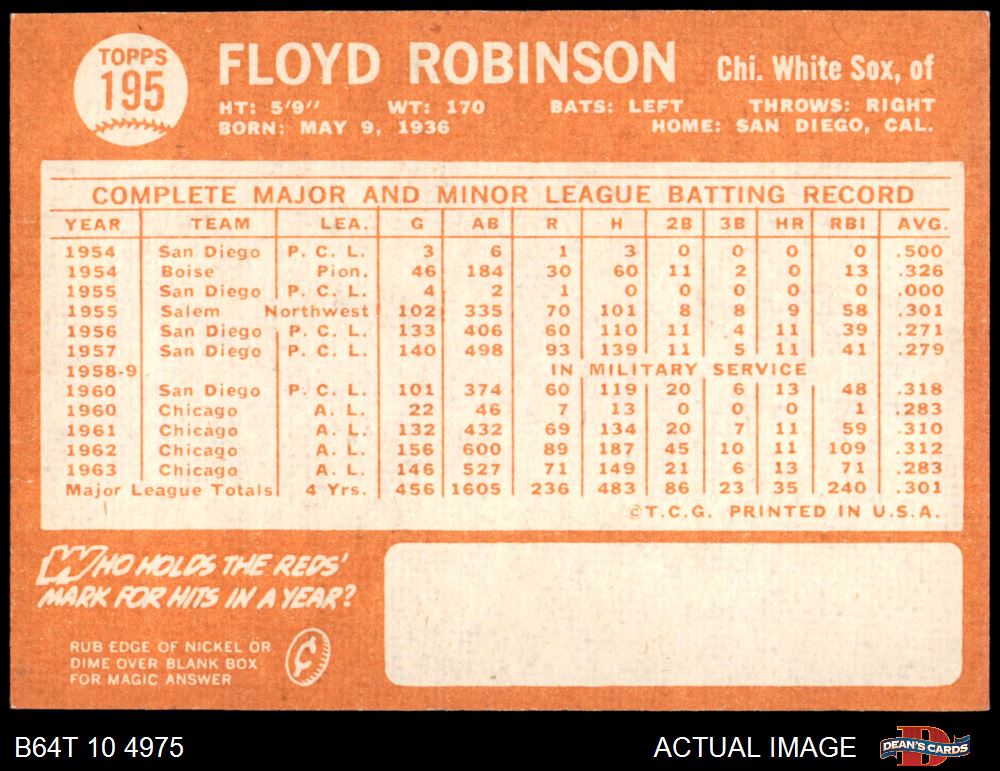 TOPPS
195
FLOYD ROBINSON Chi. White Sox, of
HT: 5'9" WT: 170 BATS: LEFT THROWS: RIGHT
BORN: MAY 9, 1936 HOME: SAN DIEGO, CAL.
COMPLETE MAJOR AND MINOR LEAGUE BATTING RECORD
YEAR TEAM LEA. G AB R H 2B 3B HR RBI AVG.
1954 San Diego P. C. L. 3 6 1 3 0 0 0 0 .500
1954 Boise Pion. 46 184 30 60 11 2 0 13 .326
1955 San Diego P. C. L. 4 2 1 0 0 0 0 0 .000
1955 Salem Northwest 102 335 70 101 8 8 9 58 .301
1956 San Diego P. C. L. 133 406 60 110 11 4 11 39 .271
1957 San Diego P. C. L. 140 498 93 139 11 5 11 41 .279
1958-9 IN MILITARY SERVICE
1960 San Diego P. C. L. 101 374 60 119 20 6 13 48 .318
1960 Chicago A. L. 22 46 7 13 0 0 0 1 .283
1961 Chicago A. L. 132 432 69 134 20 7 11 59 .310
1962 Chicago A. L. 156 600 89 187 45 10 11 109 .312
1963 Chicago A. L. 146 527 71 149 21 6 13 71 .283
Major League Totals 4 Yrs. 456 1605 236 483 86 23 35 240 .301
©T.C.G. PRINTED IN U.S.A.
WHO HOLDS THE REDS'
MARK FOR HITS IN A YEAR?
RUB EDGE OF NICKEL OR
DIME OVER BLANK BOX
FOR MAGIC ANSWER
¢
B64T 10 4975 ACTUAL IMAGE
D
DEAN'S CARDS